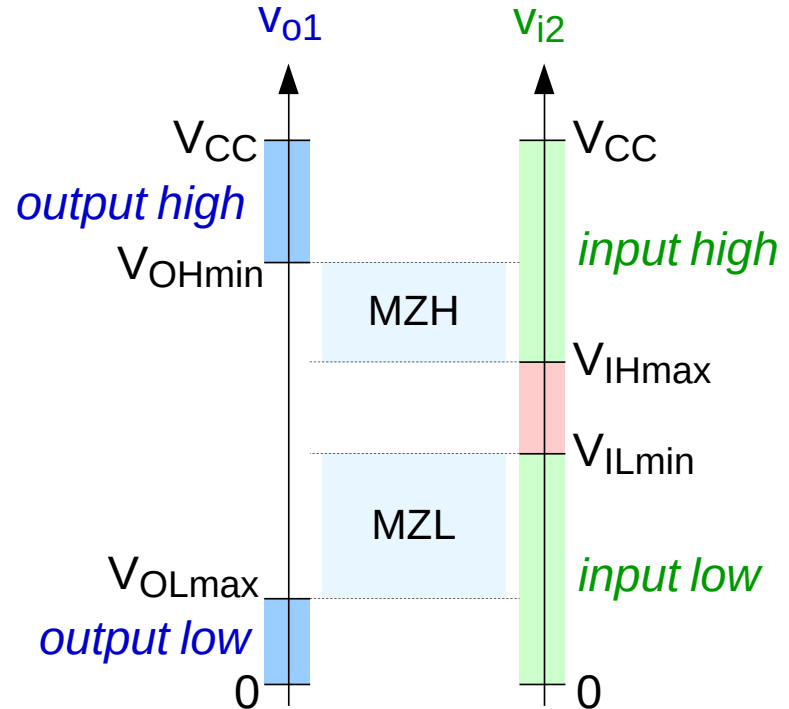 vo1
vi2
VCC
VCC
output high
input high
VOHmin
MZH
VIHmax
VILmin
MZL
VOLmax
input low
output low
0
0